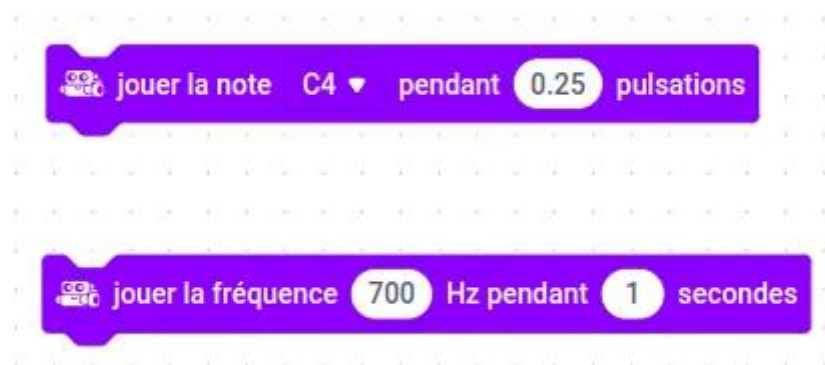 jouer la note C4 pendant 0.25 pulsations
jouer la fréquence 700 Hz pendant 1 secondes